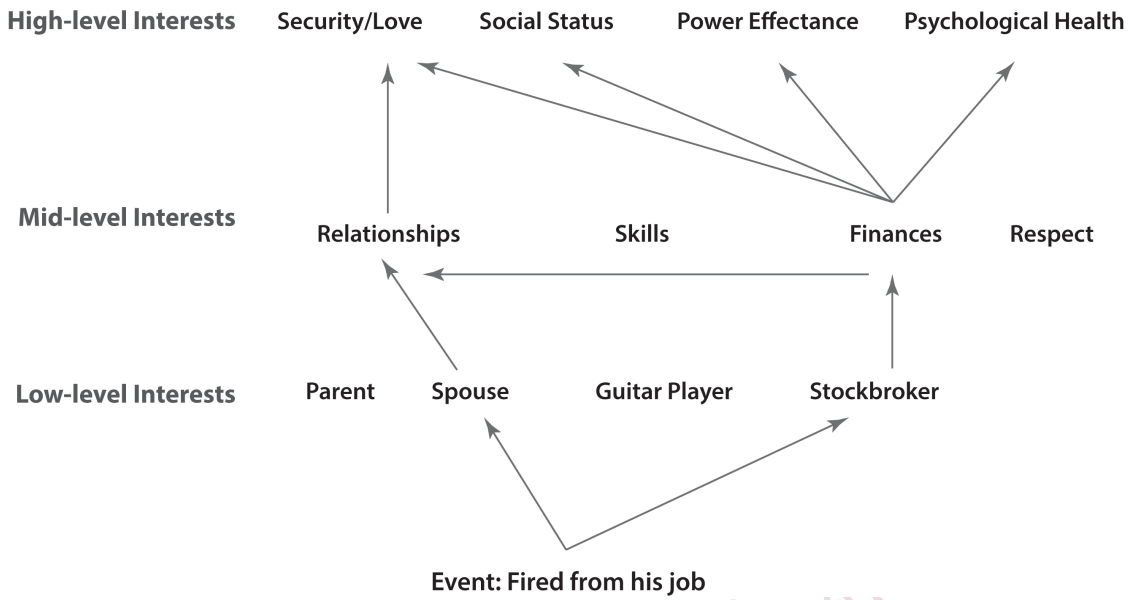 High-level Interests Security/Love Social Status Power Effectance Psychological Health
Mid-level Interests
Relationships Skills Finances Respect
Low-level Interests Parent Spouse Guitar Player Stockbroker
Event: Fired from his job